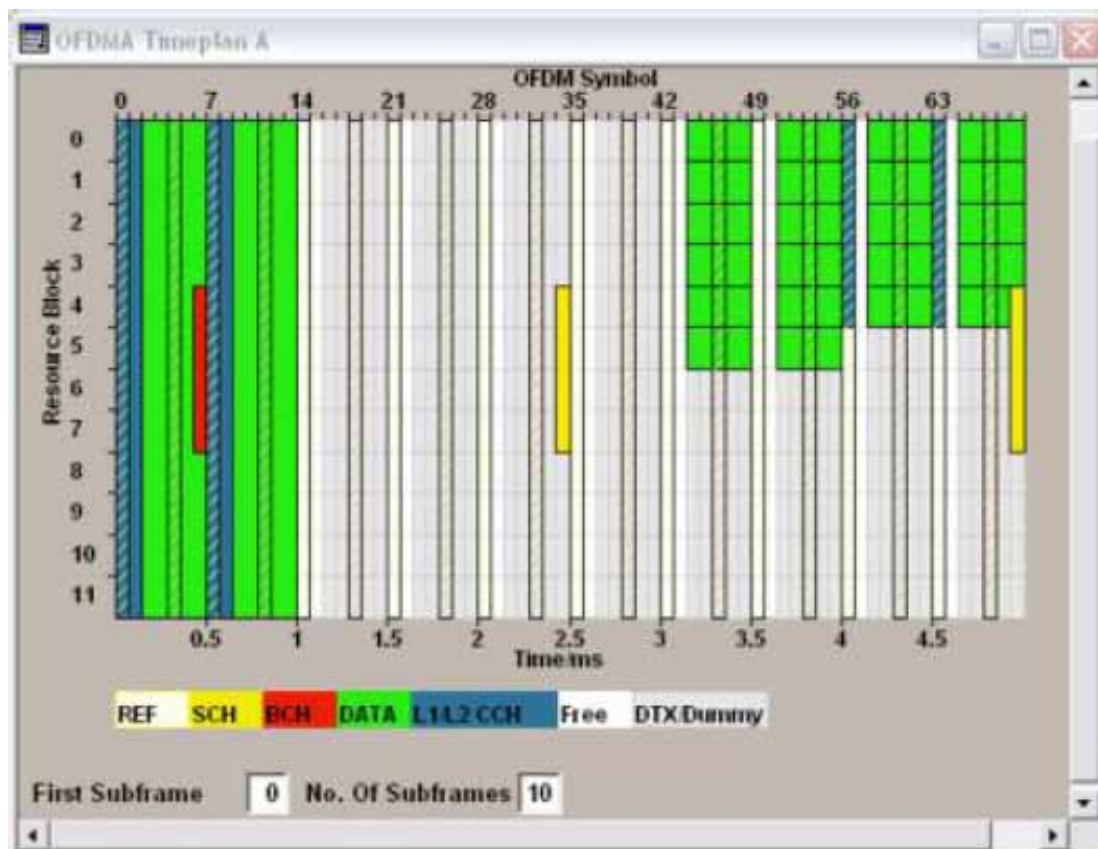 OFDMA Timeplan A
OFDM Symbol
0 7 14 21 28 35 42 49 56 63
Resource Block
0
1
2
3
4
5
6
7
8
9
10
11
0.5 1 1.5 2 2.5 3 3.5 4 4.5
Time/ms
REF SCH BCH DATA L1/L2 CCH Free DTX/Dummy
First Subframe 0 No. Of Subframes 10